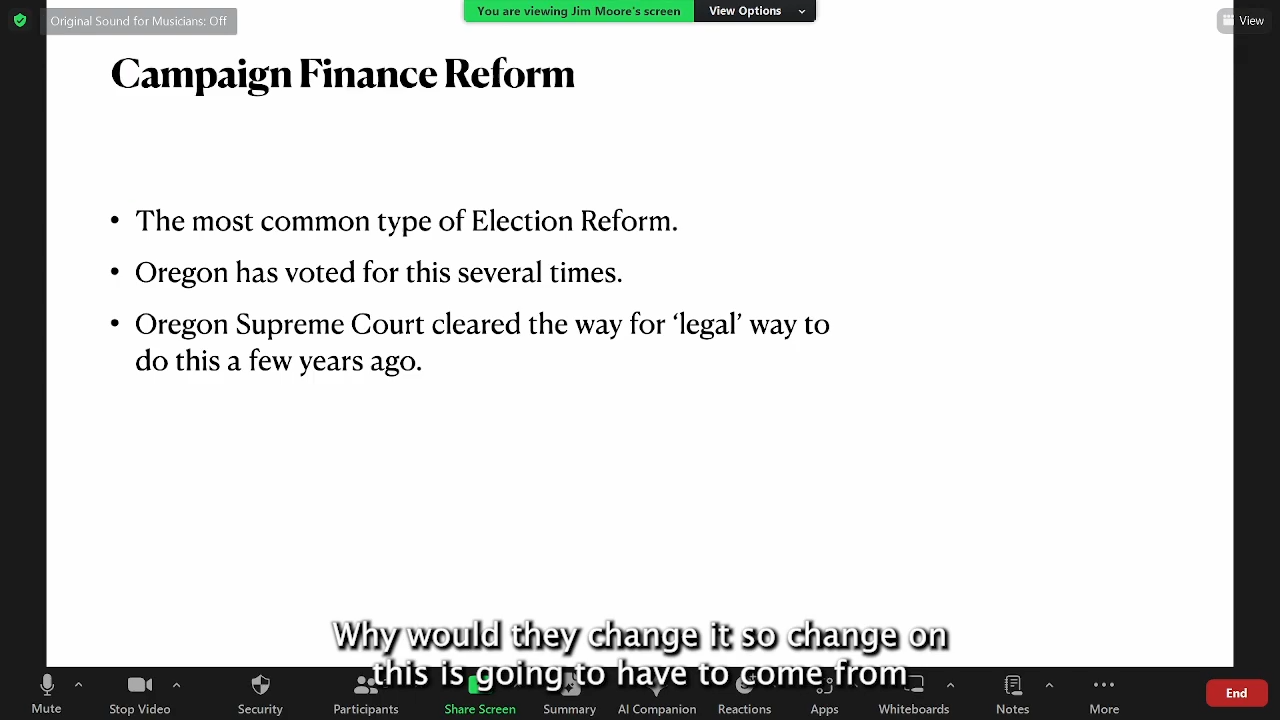 Original Sound for Musicians: Off
You are viewing Jim Moore's screen
View Options
View
Campaign Finance Reform
• The most common type of Election Reform.
• Oregon has voted for this several times.
• Oregon Supreme Court cleared the way for ‘legal’ way to
do this a few years ago.
Why would they change it so change on
this is going to have to come from
Mute
Stop Video
Security
Participants
Share Screen
Summary
AI Companion
Reactions
Apps
Whiteboards
Notes
More
End